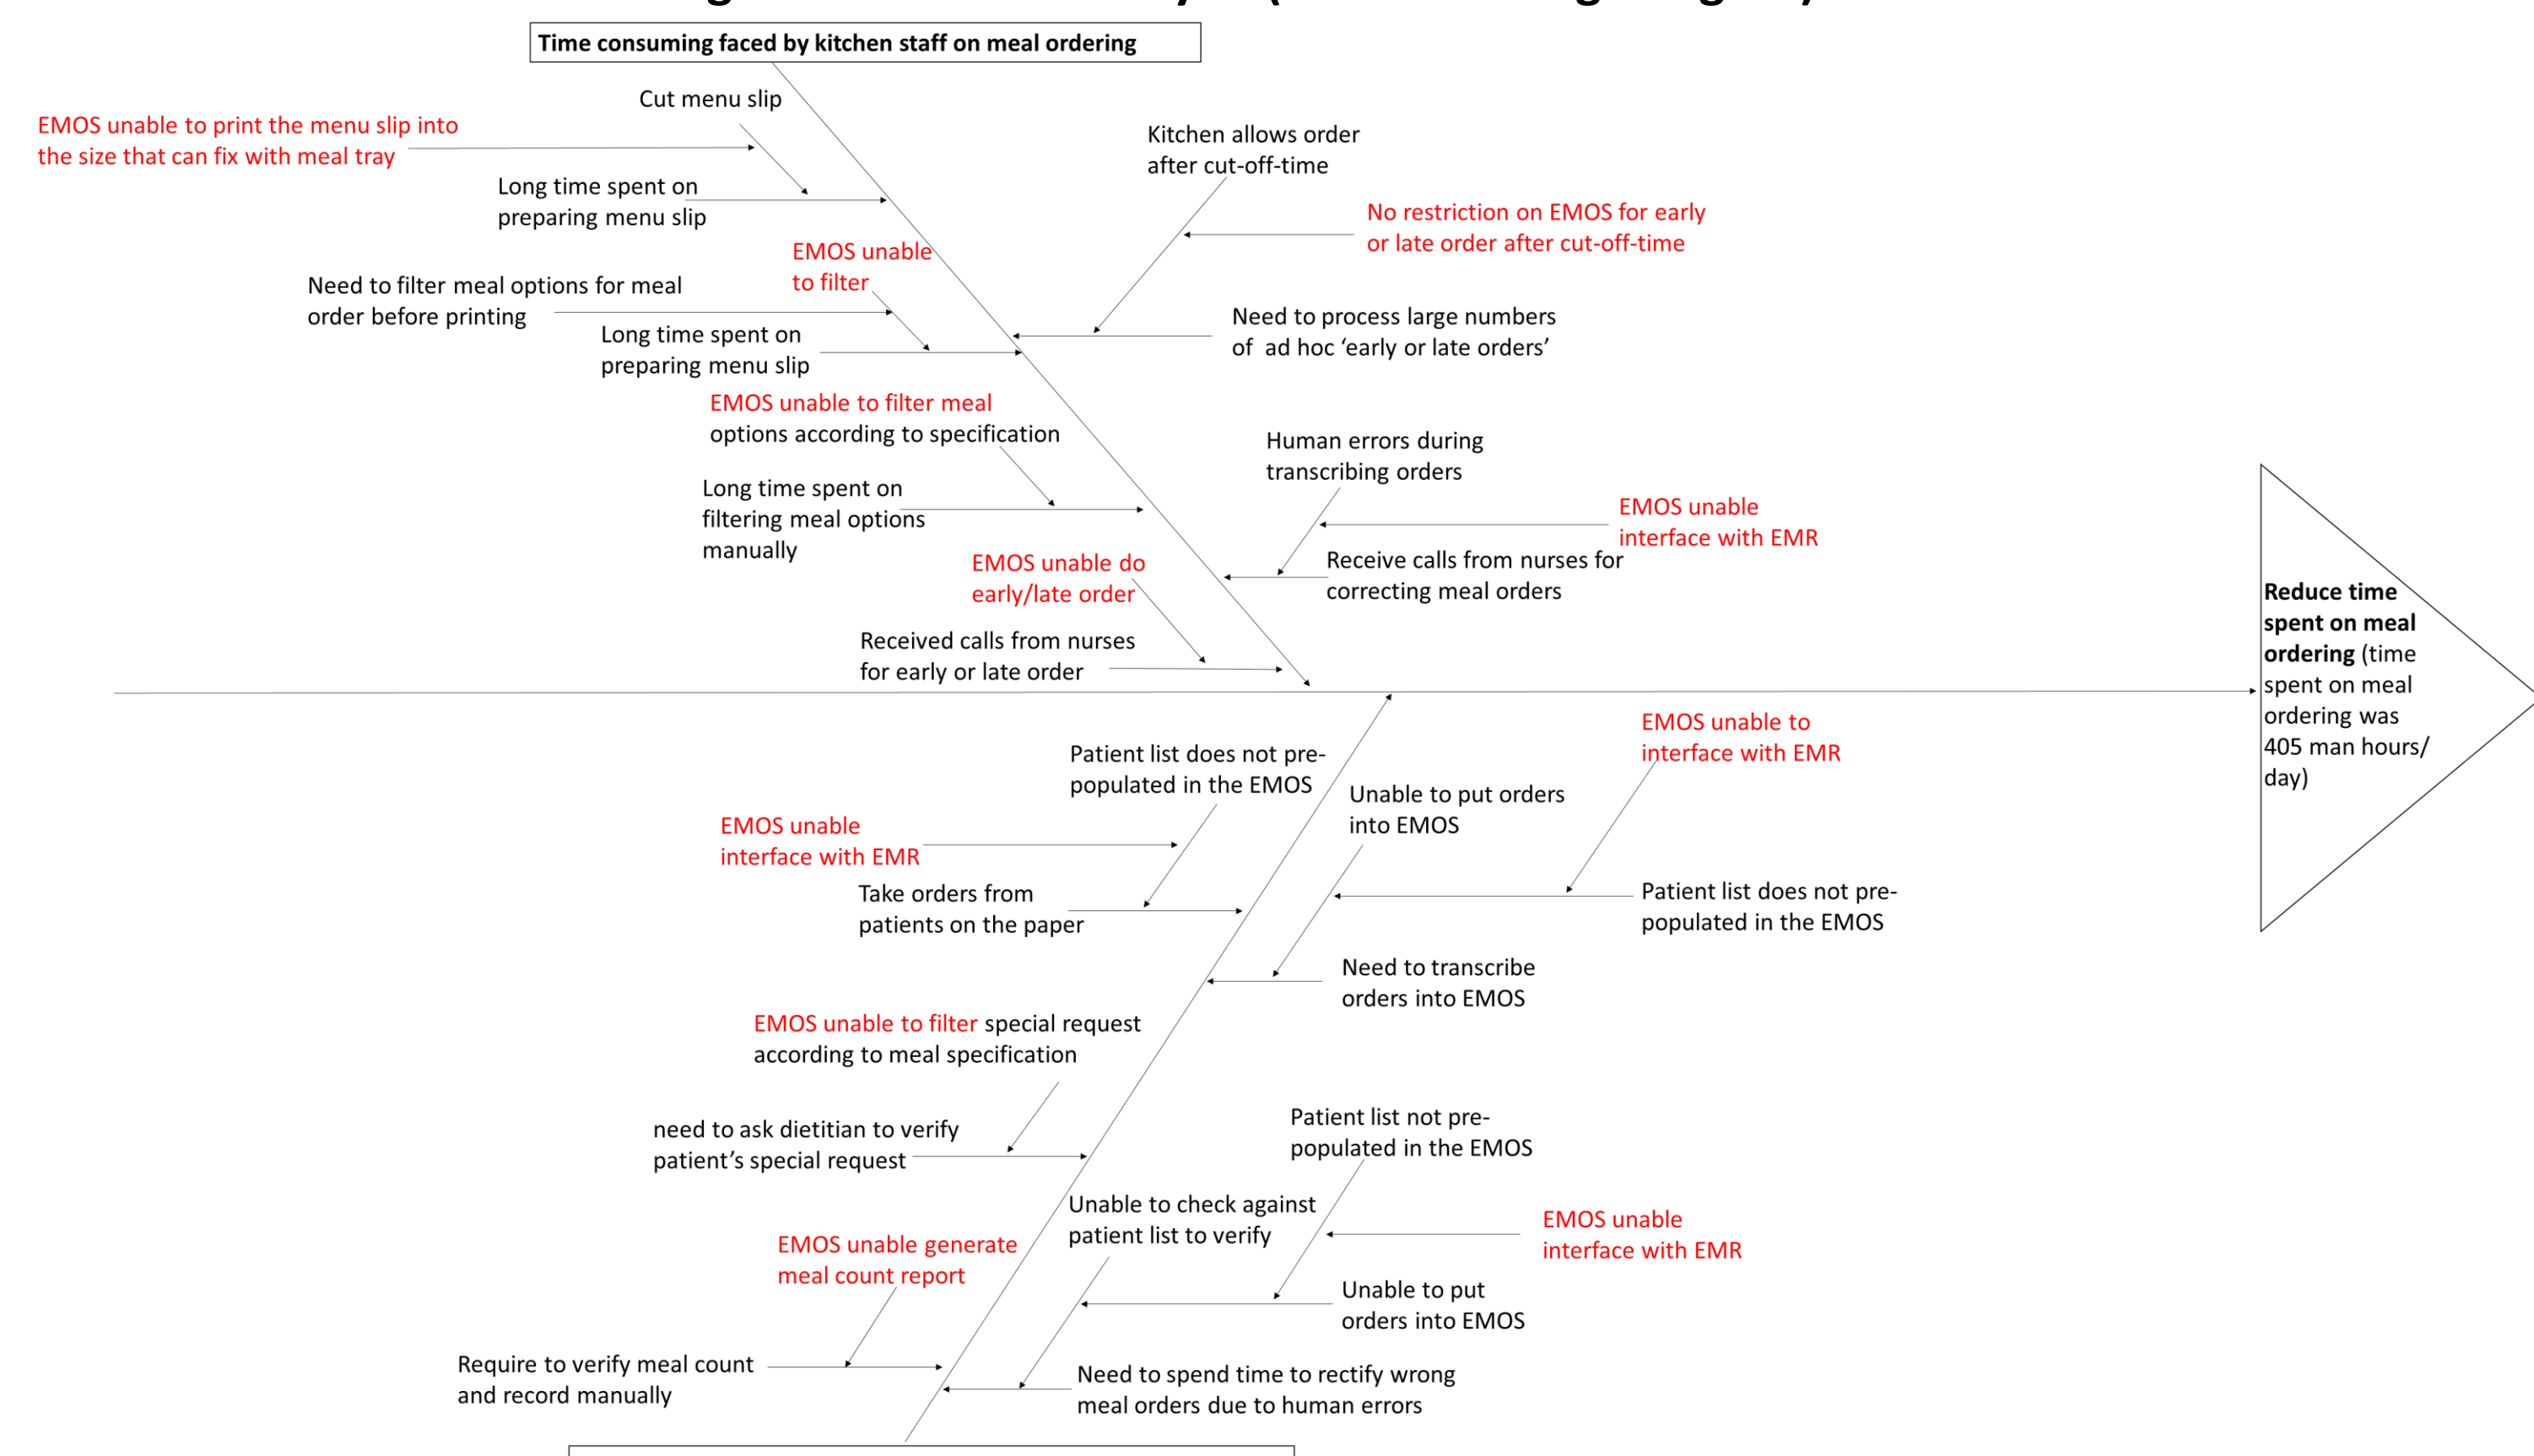 Time consuming faced by kitchen staff on meal ordering
Cut menu slip
EMOS unable to print the menu slip into
the size that can fix with meal tray
Long time spent on
preparing menu slip
Kitchen allows order
after cut-off-time
No restriction on EMOS for early
or late order after cut-off-time
EMOS unable
to filter
Need to filter meal options for meal
order before printing
Long time spent on
preparing menu slip
Need to process large numbers
of ad hoc ‘early or late orders’
EMOS unable to filter meal
options according to specification
Long time spent on
filtering meal options
manually
Human errors during
transcribing orders
EMOS unable
interface with EMR
Receive calls from nurses for
correcting meal orders
EMOS unable do
early/late order
Received calls from nurses
for early or late order
Reduce time
spent on meal
ordering (time
spent on meal
ordering was
405 man hours/
day)
Patient list does not pre-
populated in the EMOS
EMOS unable
interface with EMR
Take orders from
patients on the paper
EMOS unable to
interface with EMR
Unable to put orders
into EMOS
Patient list does not pre-
populated in the EMOS
Need to transcribe
orders into EMOS
EMOS unable to filter special request
according to meal specification
need to ask dietitian to verify
patient’s special request
Patient list not pre-
populated in the EMOS
Unable to check against
patient list to verify
EMOS unable
interface with EMR
EMOS unable generate
meal count report
Unable to put
orders into EMOS
Require to verify meal count
and record manually
Need to spend time to rectify wrong
meal orders due to human errors